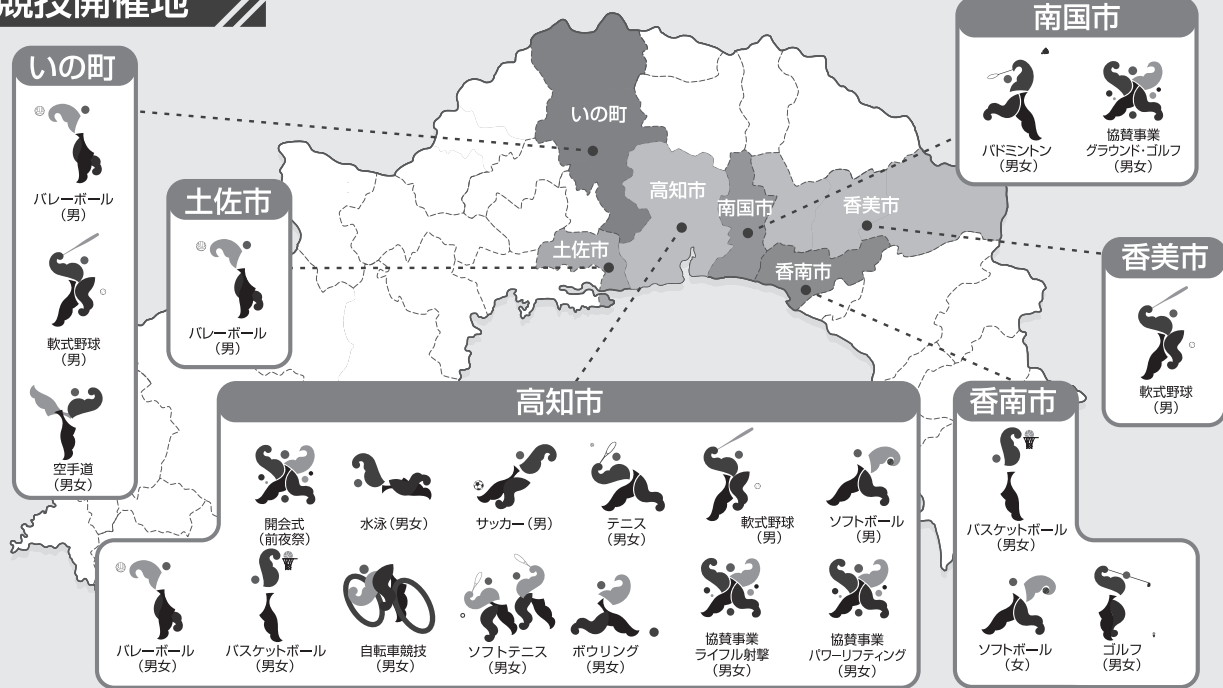 競技開催地
いの町
バレーボール
（男）
軟式野球
（男）
空手道
（男女）
土佐市
バレーボール
（男）
いの町
高知市
南国市
香美市
土佐市
香南市
南国市
バドミントン
（男女）
協賛事業
グラウンド・ゴルフ
（男女）
香美市
軟式野球
（男）
高知市
開会式
（前夜祭）
水泳（男女）
サッカー（男）
テニス
（男女）
軟式野球
（男）
ソフトボール
（男）
バレーボール
（男女）
バスケットボール
（男女）
自転車競技
（男女）
ソフトテニス
（男女）
ボウリング
（男女）
協賛事業
ライフル射撃
（男女）
協賛事業
パワーリフティング
（男女）
香南市
バスケットボール
（男女）
ソフトボール
（女）
ゴルフ
（男女）